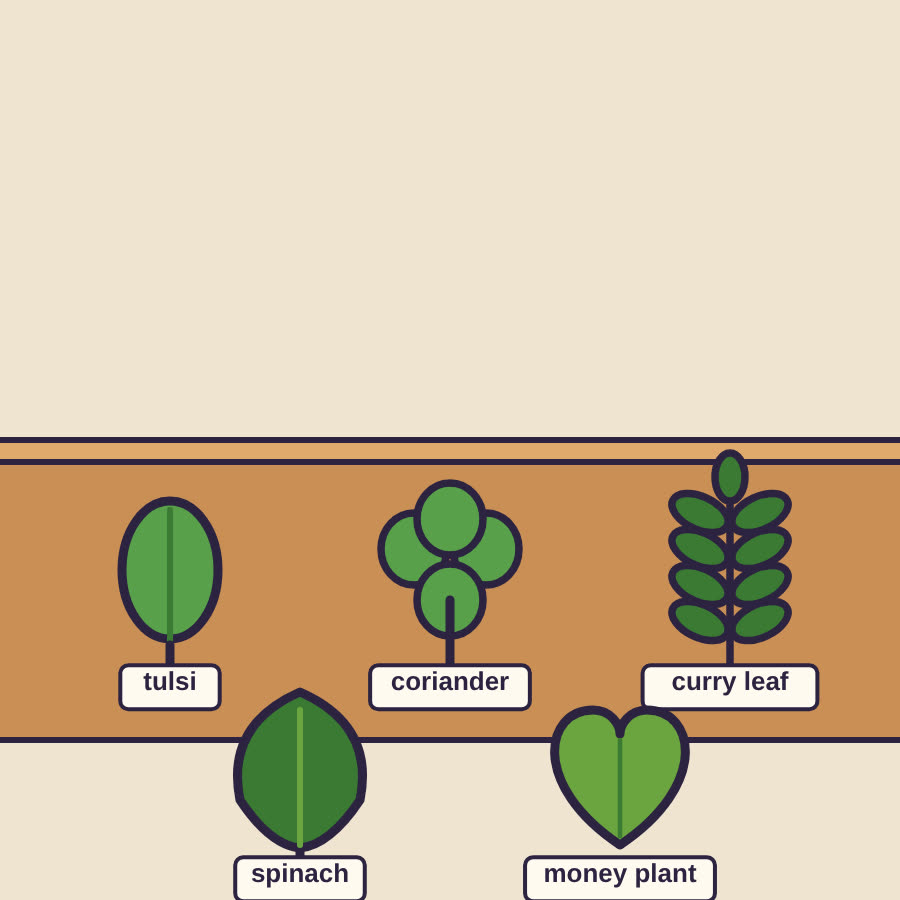 tulsi
coriander
curry leaf
spinach
money plant